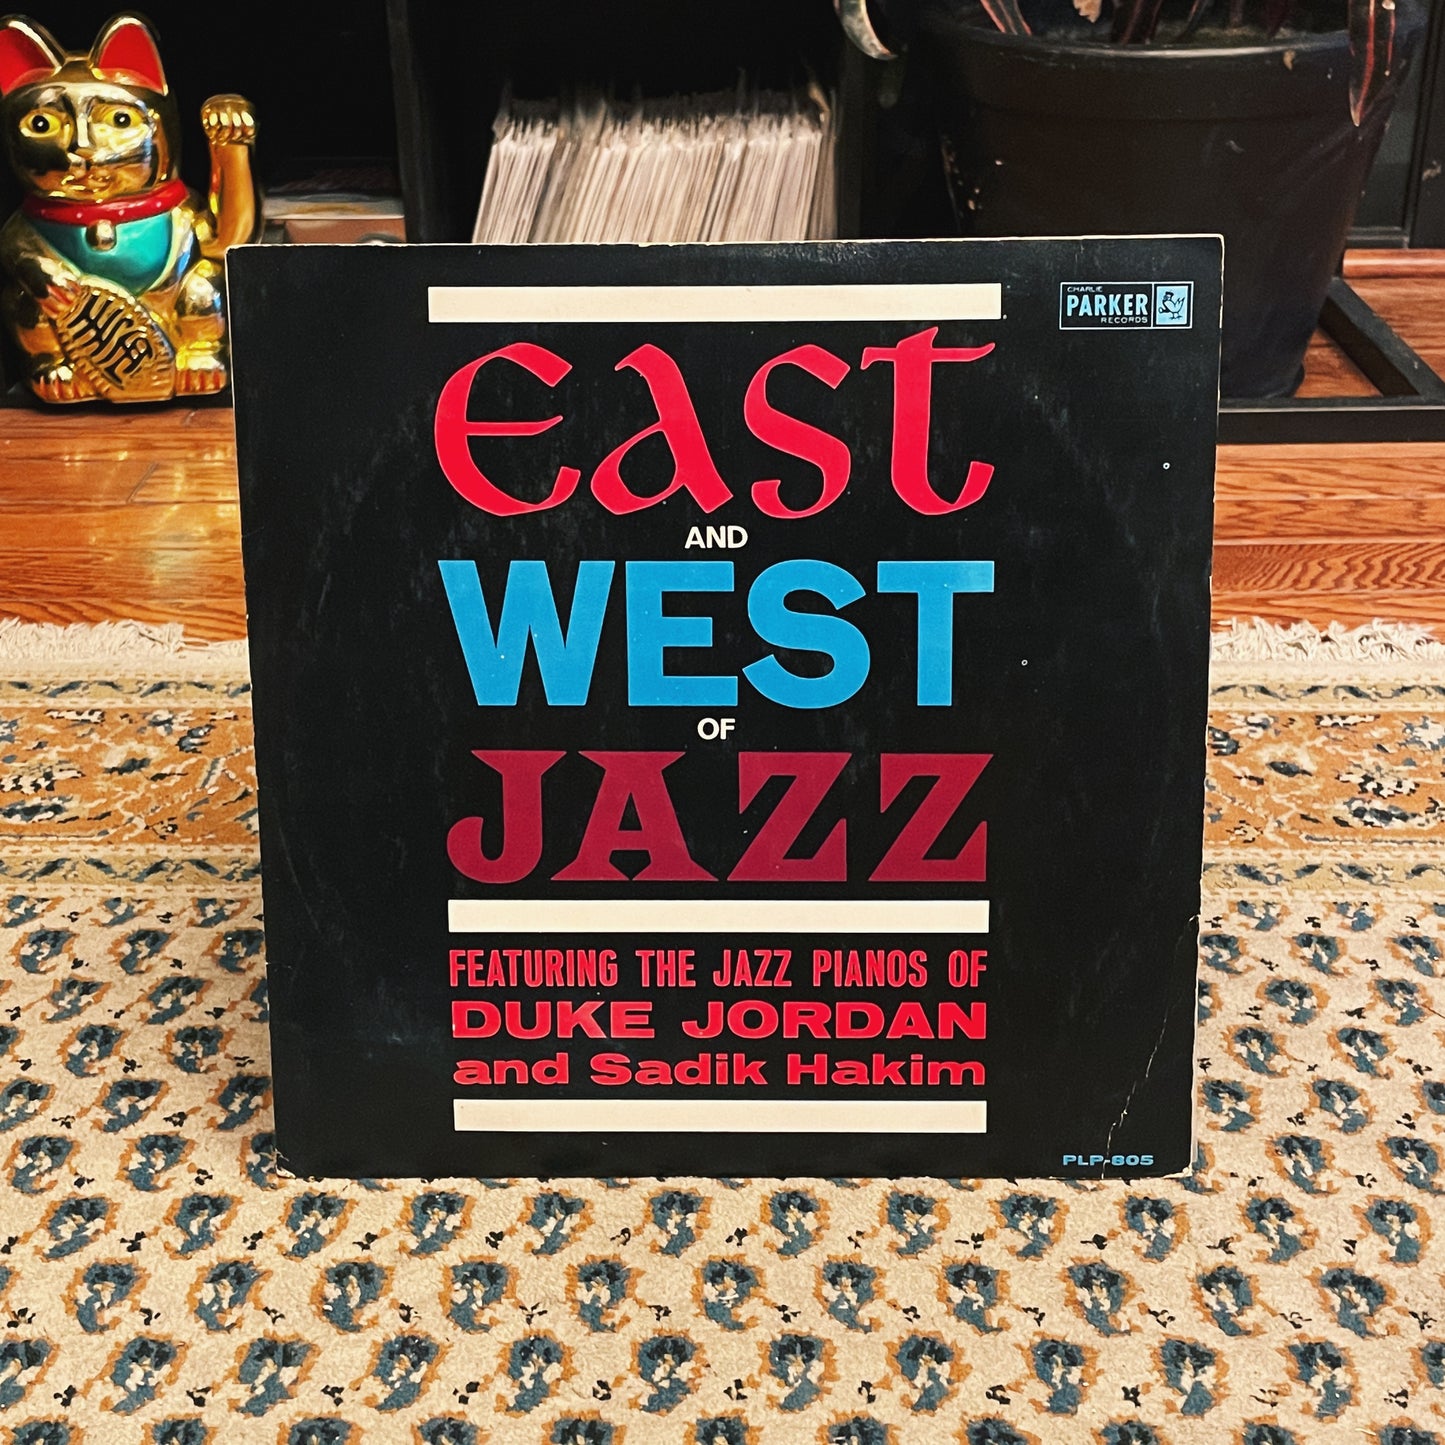 CHARLIE
PARKER
RECORDS
east
AND
WEST
OF
JAZZ
FEATURING THE JAZZ PIANOS OF
DUKE JORDAN
and Sadik Hakim
PLP-805